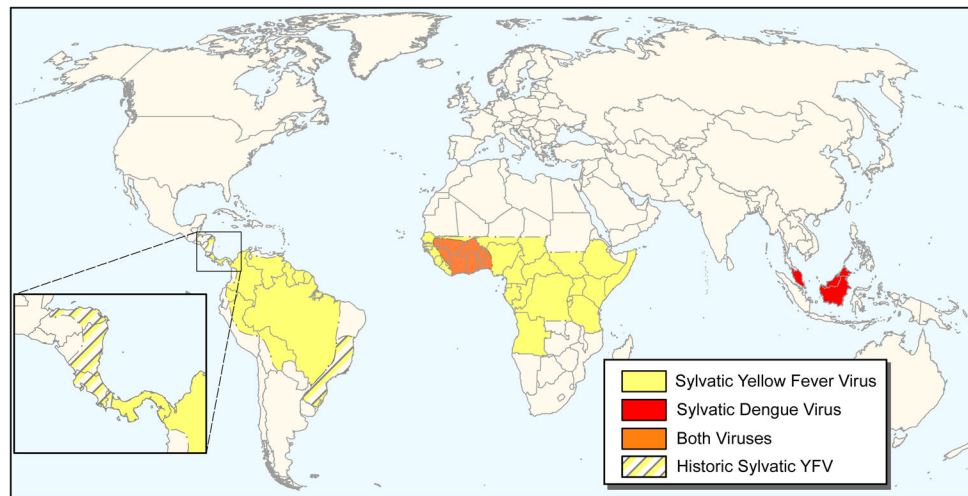 Sylvatic Yellow Fever Virus
Sylvatic Dengue Virus
Both Viruses
Historic Sylvatic YFV